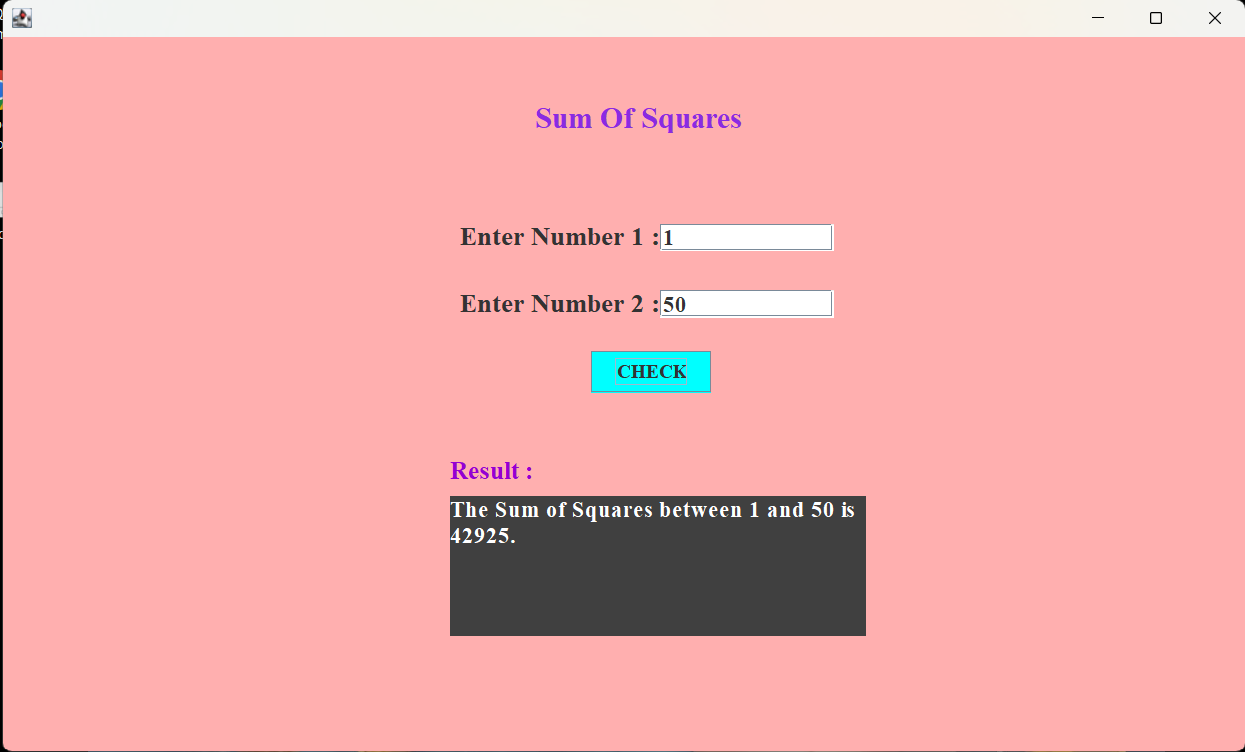 Sum Of Squares
Enter Number 1 :1
Enter Number 2 :50
CHECK
Result :
The Sum of Squares between 1 and 50 is
42925.